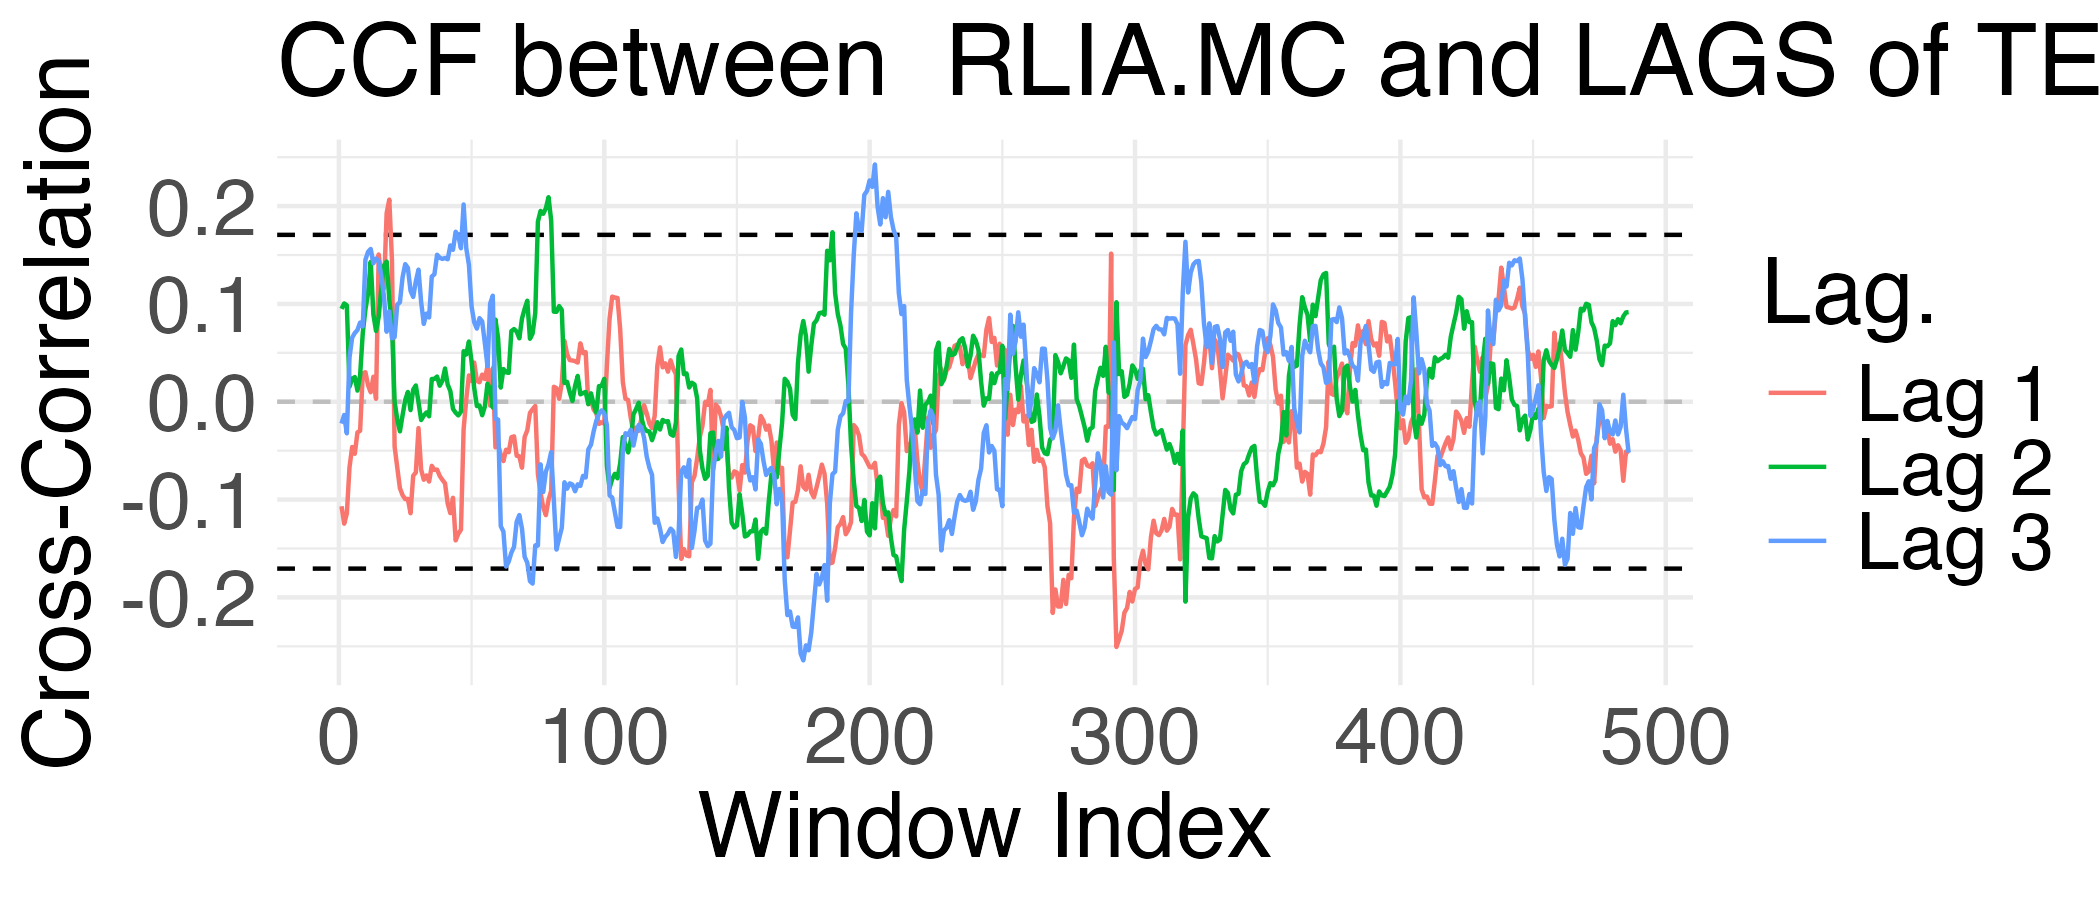 CCF between  RLIA.MC and LAGS of TE
Cross-Correlation
0.2
0.1
0.0
-0.1
-0.2
0 100 200 300 400 500
Window Index
Lag.
Lag 1
Lag 2
Lag 3